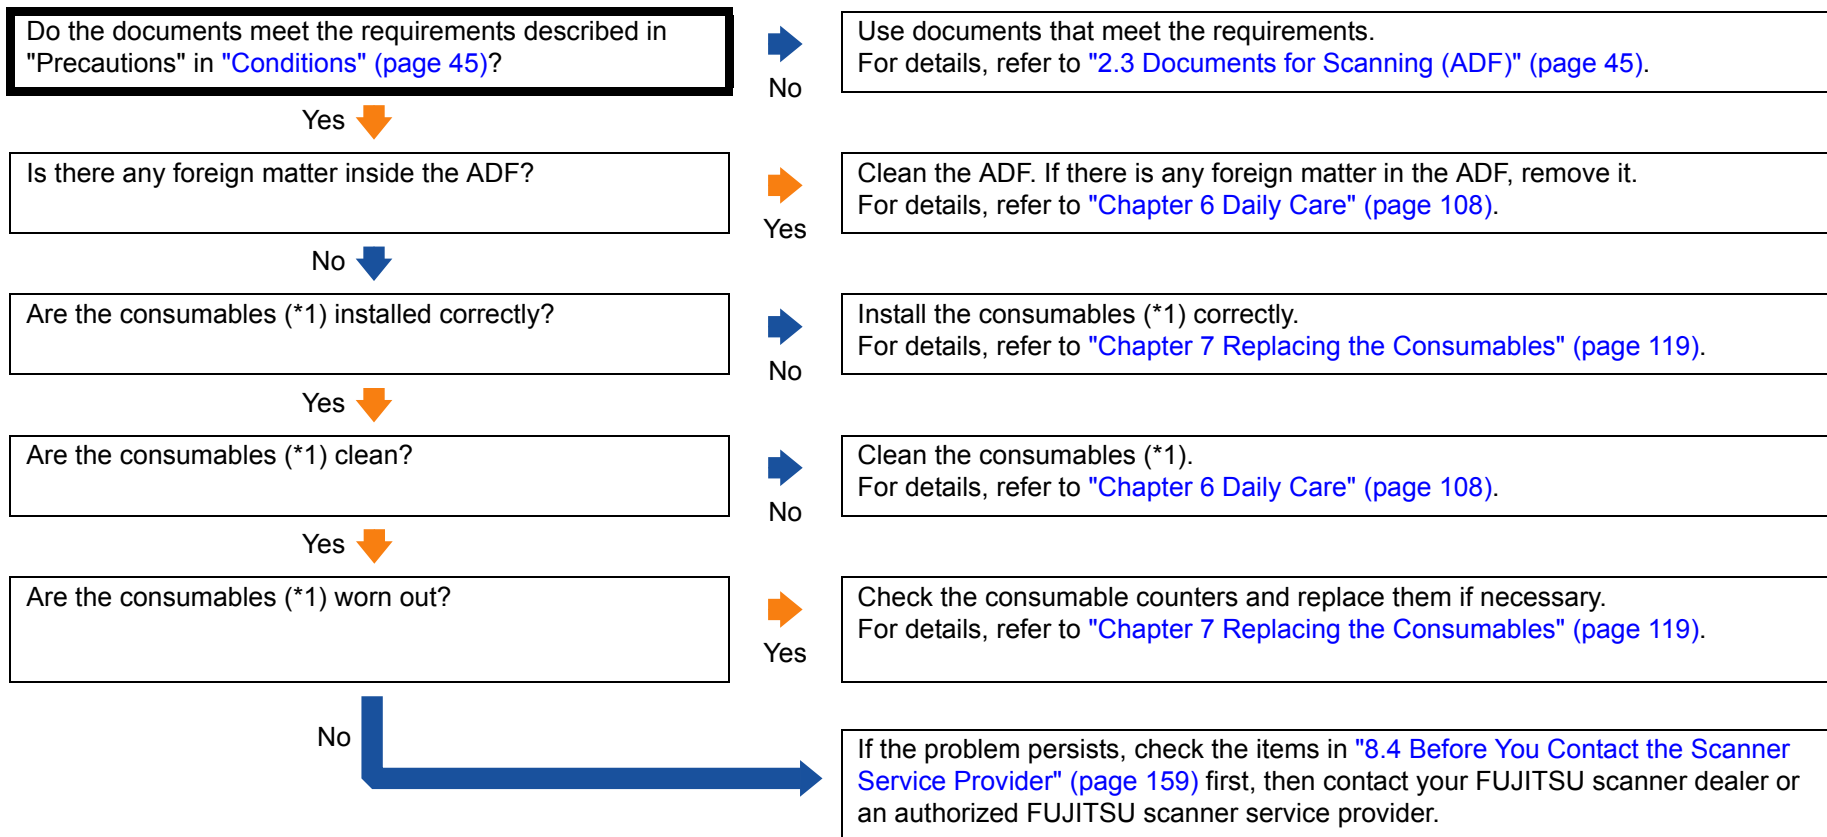 Do the documents meet the requirements described in
"Precautions" in "Conditions" (page 45)?
No
Use documents that meet the requirements.
For details, refer to "2.3 Documents for Scanning (ADF)" (page 45).
Yes
Is there any foreign matter inside the ADF?
Yes
Clean the ADF. If there is any foreign matter in the ADF, remove it.
For details, refer to "Chapter 6 Daily Care" (page 108).
No
Are the consumables (*1) installed correctly?
No
Install the consumables (*1) correctly.
For details, refer to "Chapter 7 Replacing the Consumables" (page 119).
Yes
Are the consumables (*1) clean?
No
Clean the consumables (*1).
For details, refer to "Chapter 6 Daily Care" (page 108).
Yes
Are the consumables (*1) worn out?
Yes
Check the consumable counters and replace them if necessary.
For details, refer to "Chapter 7 Replacing the Consumables" (page 119).
No
If the problem persists, check the items in "8.4 Before You Contact the Scanner
Service Provider" (page 159) first, then contact your FUJITSU scanner dealer or
an authorized FUJITSU scanner service provider.